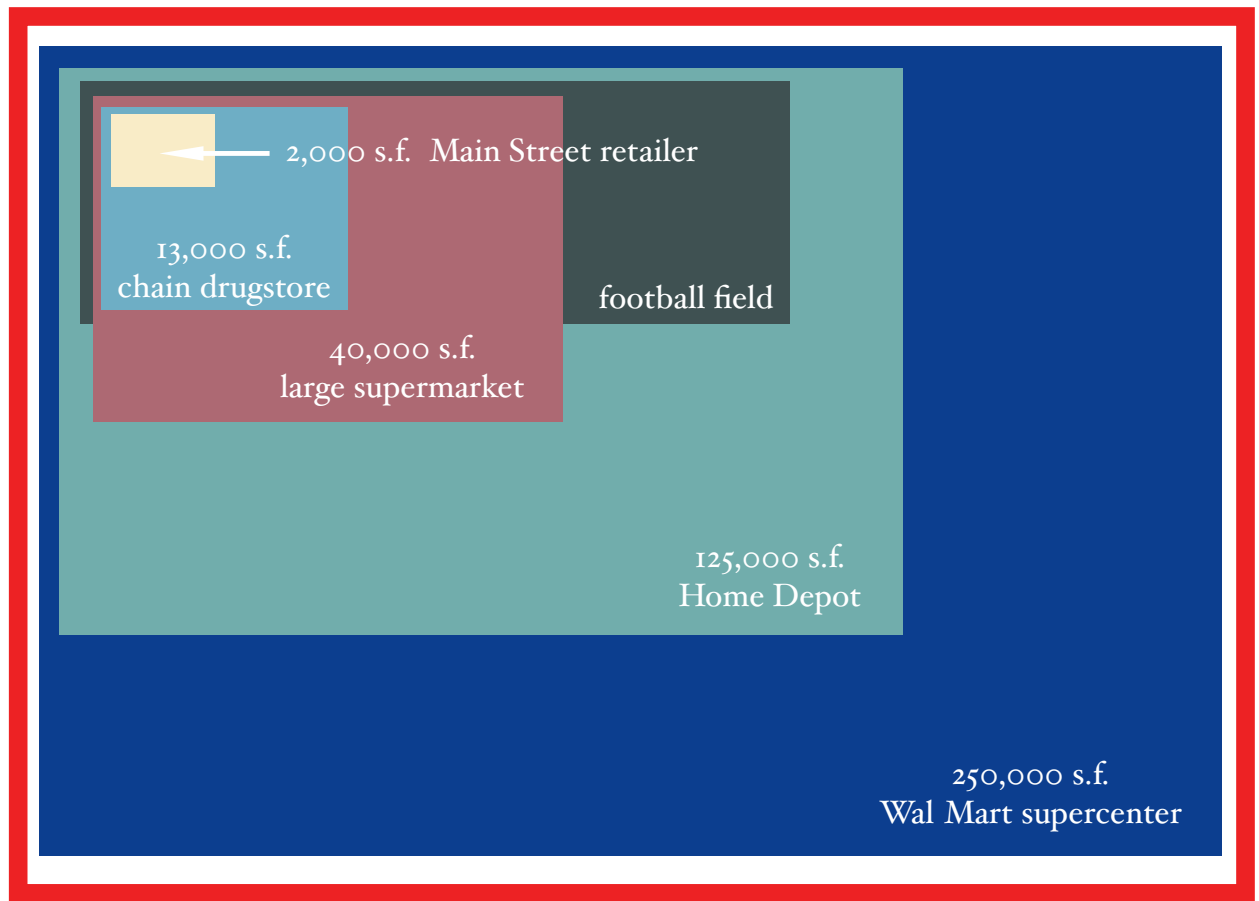 2,000 s.f. Main Street retailer
13,000 s.f.
chain drugstore
football field
40,000 s.f.
large supermarket
125,000 s.f.
Home Depot
250,000 s.f.
Wal Mart supercenter